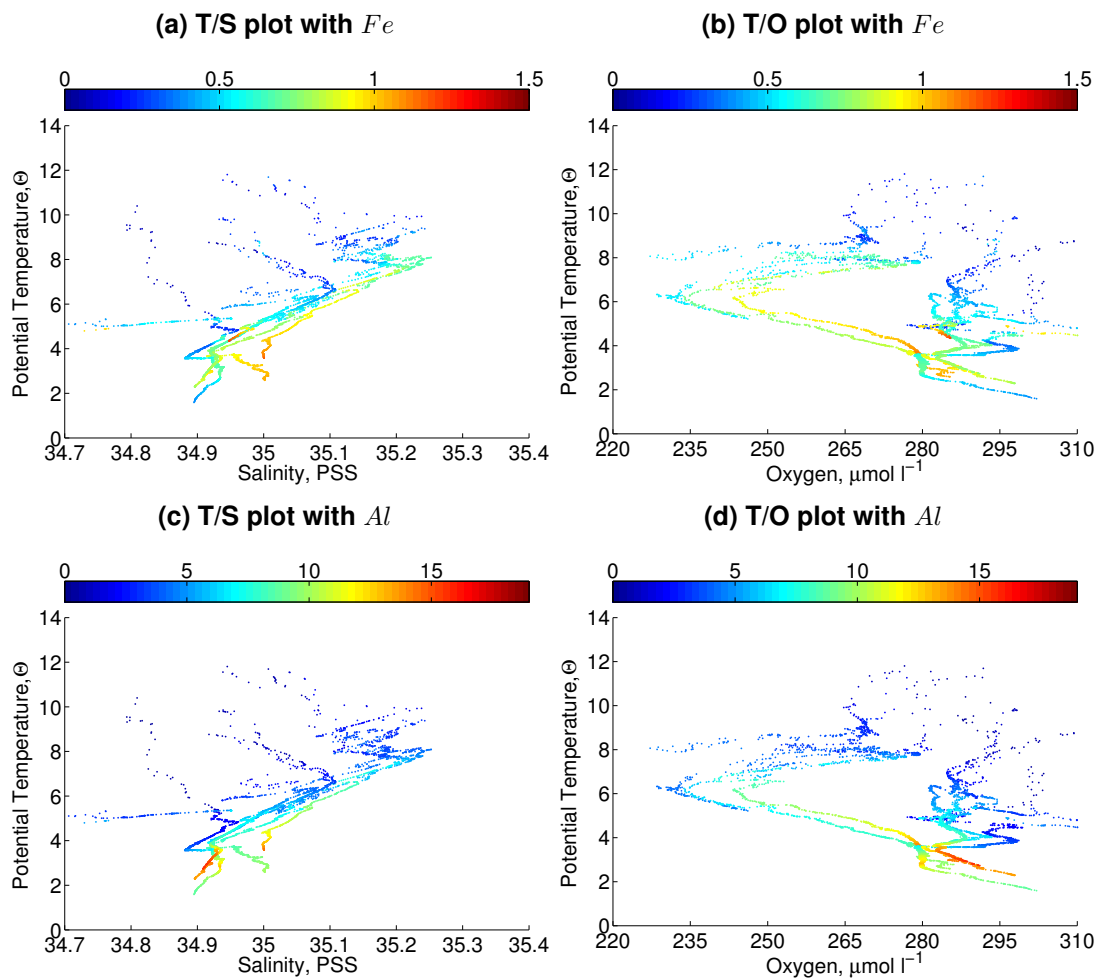 (a) T/S plot with Fe
0 0.5 1 1.5
14
12
10
8
6
4
2
0
Potential Temperature,Θ
34.7 34.8 34.9 35 35.1 35.2 35.3 35.4
Salinity, PSS
(b) T/O plot with Fe
0 0.5 1 1.5
14
12
10
8
6
4
2
0
Potential Temperature,Θ
220 235 250 265 280 295 310
Oxygen, μmol l⁻¹
(c) T/S plot with Al
0 5 10 15
14
12
10
8
6
4
2
0
Potential Temperature,Θ
34.7 34.8 34.9 35 35.1 35.2 35.3 35.4
Salinity, PSS
(d) T/O plot with Al
0 5 10 15
14
12
10
8
6
4
2
0
Potential Temperature,Θ
220 235 250 265 280 295 310
Oxygen, μmol l⁻¹